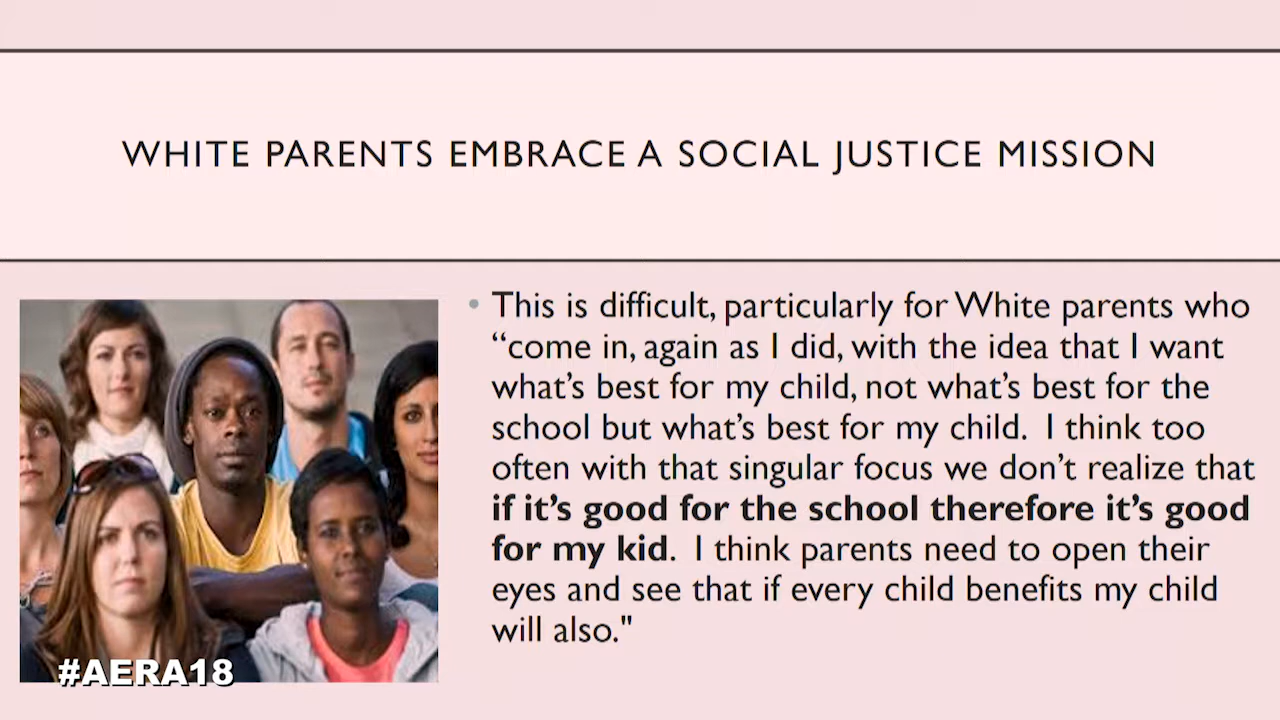 WHITE PARENTS EMBRACE A SOCIAL JUSTICE MISSION
• This is difficult, particularly for White parents who
“come in, again as I did, with the idea that I want
what’s best for my child, not what’s best for the
school but what’s best for my child.  I think too
often with that singular focus we don’t realize that
if it’s good for the school therefore it’s good
for my kid.  I think parents need to open their
eyes and see that if every child benefits my child
will also."
#AERA18